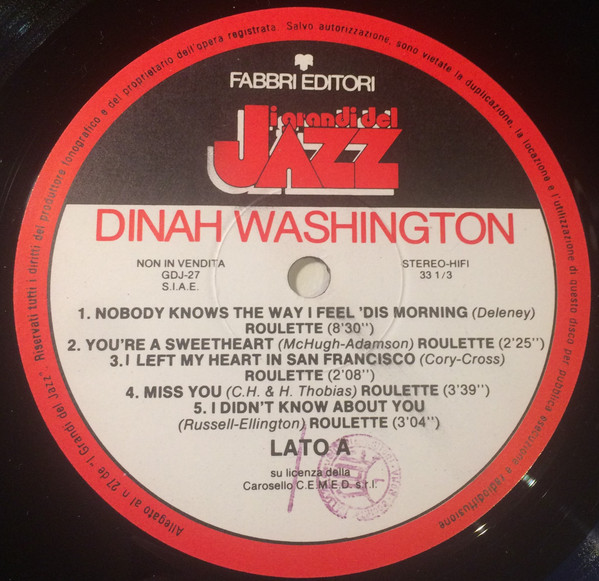 Riservati tutti i diritti del produttore fonografico e del proprietario dell'opera registrata. Salvo autorizzazione, sono vietate la duplicazione, la locazione e l'utilizzazione di questo disco per pubblica esecuzione e radiodiffusione
FABBRI EDITORI
i grandi del
JAZZ
DINAH WASHINGTON
NON IN VENDITA
GDJ-27
S.I.A.E.
STEREO-HIFI
33 1/3
1. NOBODY KNOWS THE WAY I FEEL 'DIS MORNING (Deleney)
ROULETTE (8'30'')
2. YOU'RE A SWEETHEART (McHugh-Adamson) ROULETTE (2'25'')
3. I LEFT MY HEART IN SAN FRANCISCO (Cory-Cross)
ROULETTE (2'08'')
4. MISS YOU (C.H. & H. Thobias) ROULETTE (3'39'')
5. I DIDN'T KNOW ABOUT YOU
(Russell-Ellington) ROULETTE (3'04'')
LATO A
su licenza della
Carosello C.E.M.E.D. s.r.l.
Allegato al n 27 de "I Grandi del Jazz"